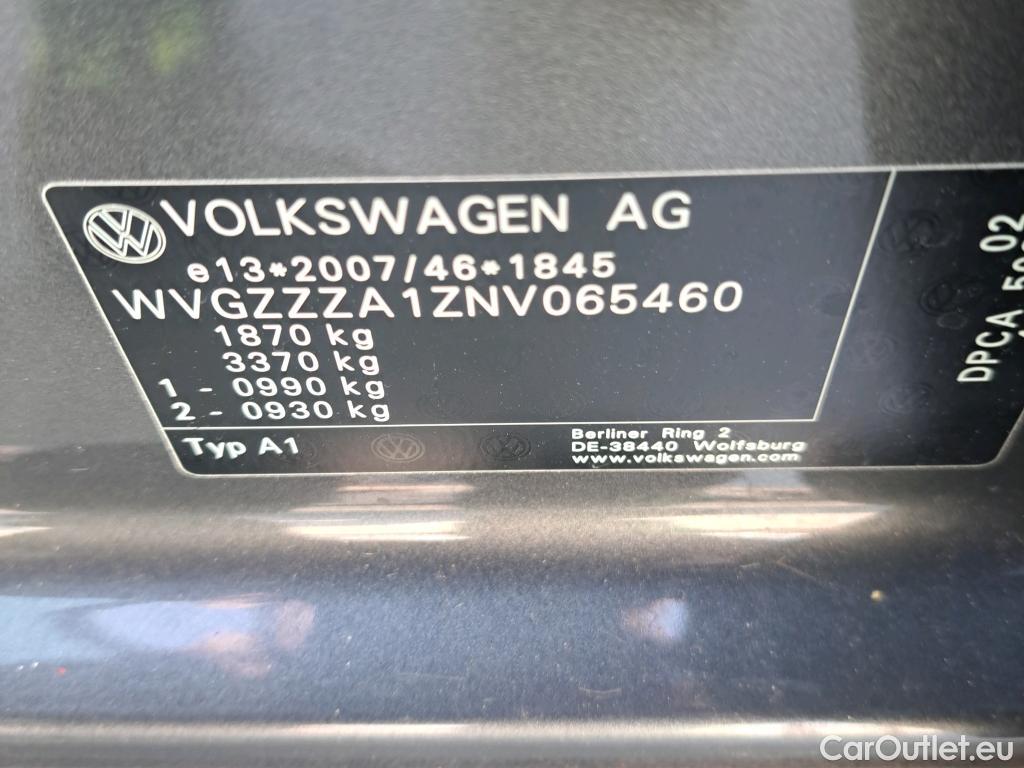 VOLKSWAGEN AG
e13*2007/46*1845
WVGZZZA1ZNV065460
1870 kg
3370 kg
1 - 0990 kg
2 - 0930 kg
Typ A1
Berliner Ring 2
DE-38440 Wolfsburg
www.volkswagen.com
DPCA
02
CarOutlet.eu